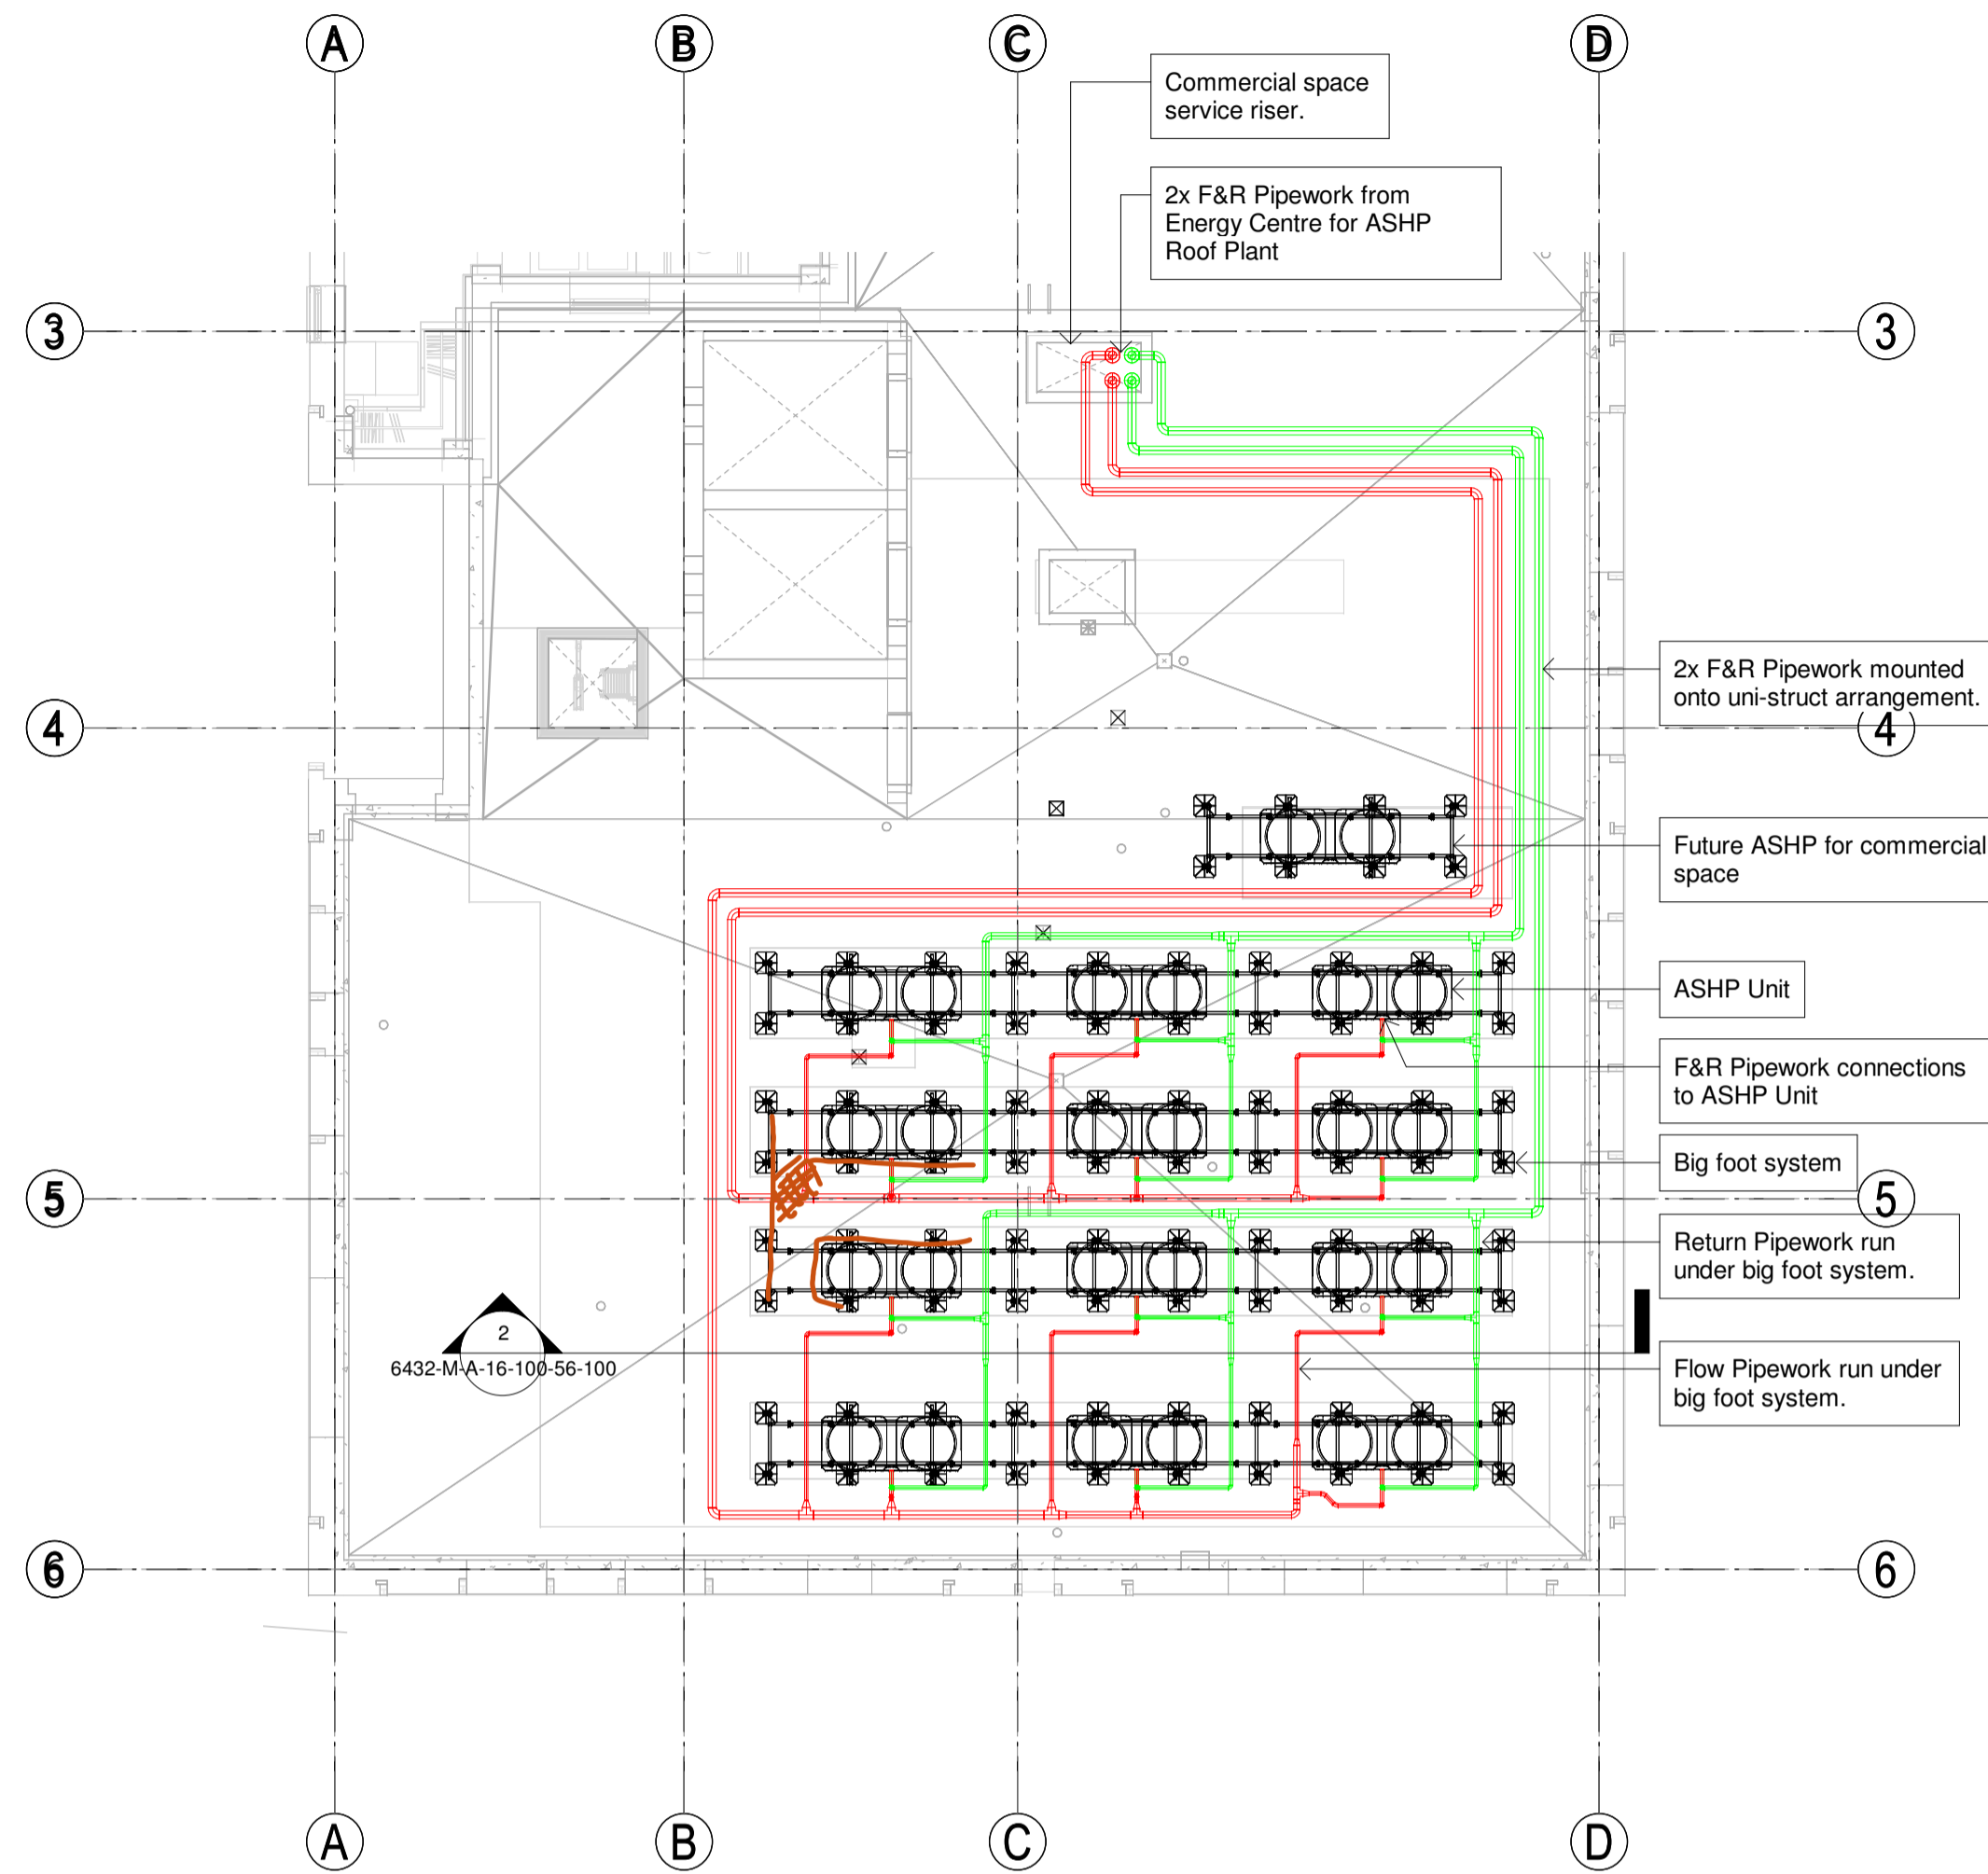 A
B
C
D
Commercial space
service riser.
2x F&R Pipework from
Energy Centre for ASHP
Roof Plant
3
3
2x F&R Pipework mounted
onto uni-struct arrangement.
4
4
Future ASHP for commercial
space
ASHP Unit
F&R Pipework connections
to ASHP Unit
Big foot system
5
5
Return Pipework run
under big foot system.
2
6432-M-A-16-100-56-100
Flow Pipework run under
big foot system.
6
6
A
B
C
D